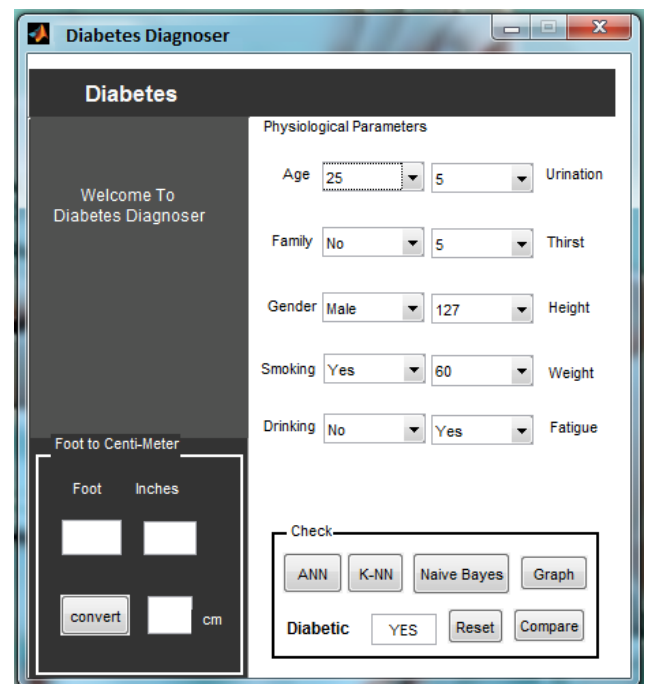 Diabetes Diagnoser
X
Diabetes
Welcome To
Diabetes Diagnoser
Physiological Parameters
Age 25 5 Urination
Family No 5 Thirst
Gender Male 127 Height
Smoking Yes 60 Weight
Drinking No Yes Fatigue
Foot to Centi-Meter
Foot Inches
convert cm
Check
ANN K-NN Naive Bayes Graph
Diabetic YES Reset Compare